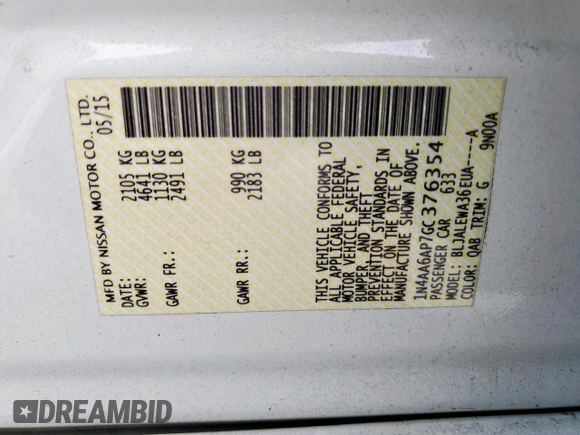 MFD BY NISSAN MOTOR CO., LTD.
DATE: 05/15
GVWR: 2105 KG
4641 LB
GAWR FR.: 1130 KG
2491 LB
GAWR RR.: 990 KG
2183 LB
THIS VEHICLE CONFORMS TO
ALL APPLICABLE FEDERAL
MOTOR VEHICLE SAFETY,
BUMPER, AND THEFT
PREVENTION STANDARDS IN
EFFECT ON THE DATE OF
MANUFACTURE SHOWN ABOVE.
1N4AA6AP7GC376354
PASSENGER CAR 633
MODEL: BLJALEWA36EUA-----A
COLOR: QAB TRIM: G 9N00A
DREAMBID